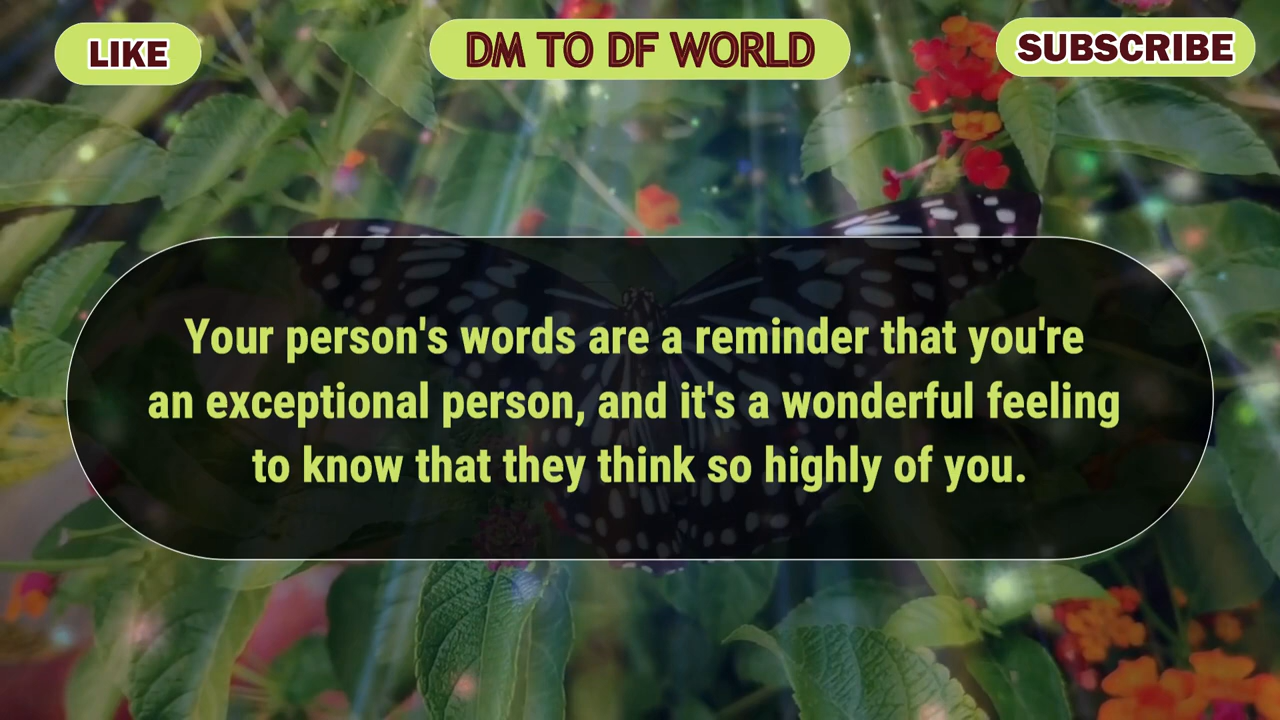 LIKE
DM TO DF WORLD
SUBSCRIBE
Your person's words are a reminder that you're
an exceptional person, and it's a wonderful feeling
to know that they think so highly of you.